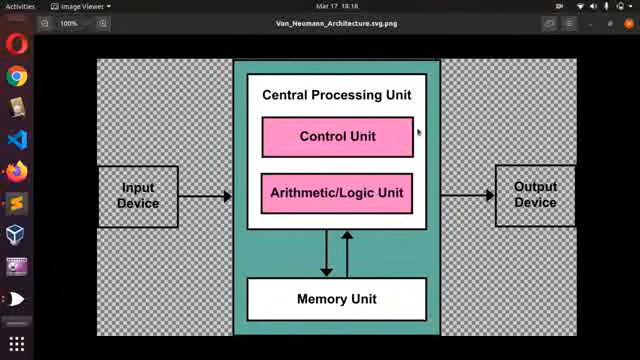 Activities Image Viewer Mar 17 18:18
100% Von_Neumann_Architecture.svg.png
Central Processing Unit
Control Unit
Input
Device
Arithmetic/Logic Unit
Output
Device
Memory Unit